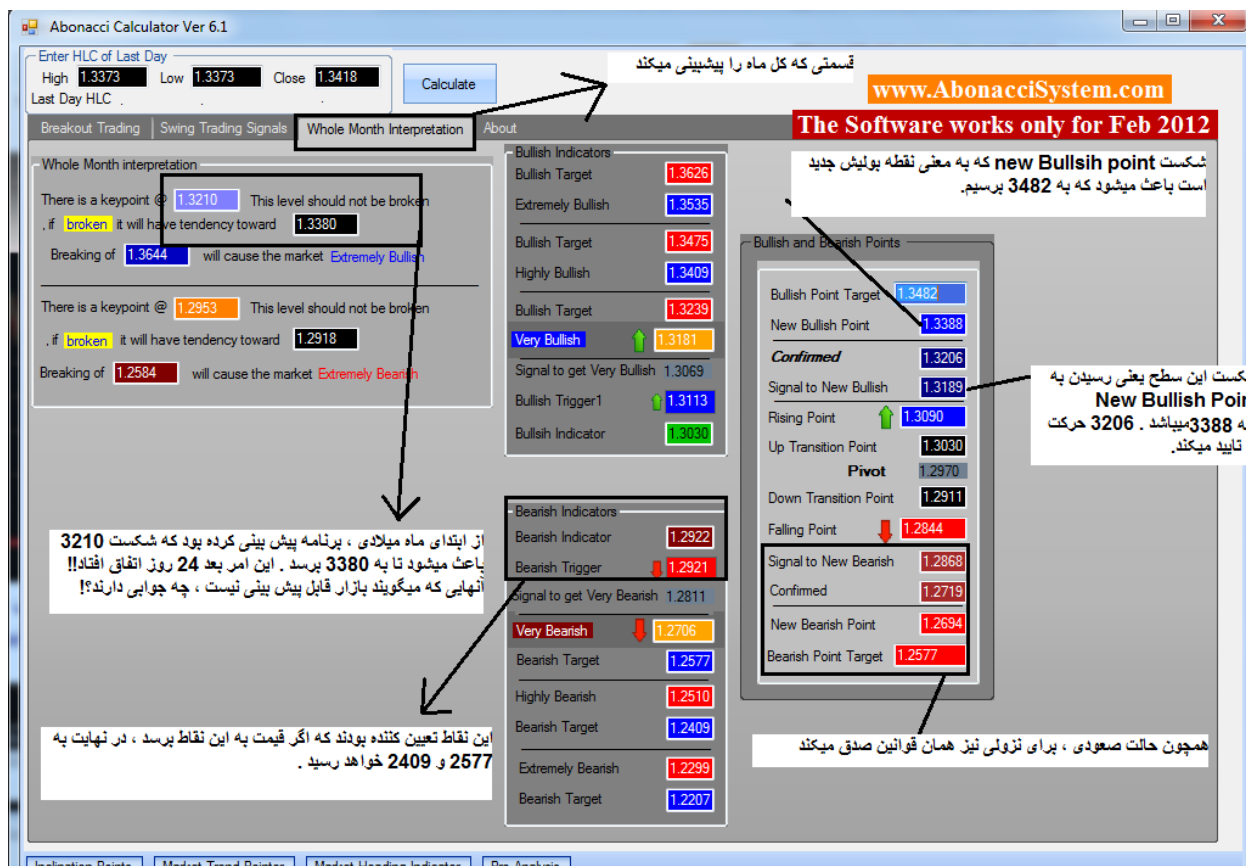 Abonacci Calculator Ver 6.1
Enter HLC of Last Day
High 1.3373 Low 1.3373 Close 1.3418
Last Day HLC . . .
Calculate
قسمتی که کل ماه را پیشبینی میکند
www.AbonacciSystem.com
The Software works only for Feb 2012
Breakout Trading Swing Trading Signals Whole Month Interpretation About
Whole Month interpretation
There is a keypoint @ 1.3210 This level should not be broken
, if broken it will have tendency toward 1.3380
Breaking of 1.3644 will cause the market Extremely Bullish
There is a keypoint @ 1.2953 This level should not be broken
, if broken it will have tendency toward 1.2918
Breaking of 1.2584 will cause the market Extremely Bearish
Bullish Indicators
Bullish Target 1.3626
Extremely Bullish 1.3535
Bullish Target 1.3475
Highly Bullish 1.3409
Bullish Target 1.3239
Very Bullish 1.3181
Signal to get Very Bullish 1.3069
Bullish Trigger1 1.3113
Bullsih Indicator 1.3030
شکست new Bullsih point که به معنی نقطه بولیش جدید
است باعث میشود که به 3482 برسیم.
Bullish and Bearish Points
Bullish Point Target 1.3482
New Bullish Point 1.3388
Confirmed 1.3206
Signal to New Bullish 1.3189
Rising Point 1.3090
Up Transition Point 1.3030
Pivot 1.2970
Down Transition Point 1.2911
Falling Point 1.2844
Signal to New Bearish 1.2868
Confirmed 1.2719
New Bearish Point 1.2694
Bearish Point Target 1.2577
این سطح یعنی رسیدن به
New Bullish
3388میباشد . 3206 حرکت
تایید میکند.
از ابتدای ماه میلادی ، برنامه پیش بینی کرده بود که شکست 3210
باعث میشود تا به 3380 برسد . این امر بعد 24 روز اتفاق افتاد!!
آنهایی که میگویند بازار قابل پیش بینی نیست ، چه جوابی دارند؟!
Bearish Indicators
Bearish Indicator 1.2922
Bearish Trigger 1.2921
Signal to get Very Bearish 1.2811
Very Bearish 1.2706
Bearish Target 1.2577
Highly Bearish 1.2510
Bearish Target 1.2409
Extremely Bearish 1.2299
Bearish Target 1.2207
این نقاط تعیین کننده بودند که اگر قیمت به این نقاط برسد ، در نهایت به
2577 و 2409 خواهد رسید .
همچون حالت صعودی ، برای نزولی نیز همان قوانین صدق میکند
Inclination Points Market Trend Pointer Market Heading Indicator Pre Analysis